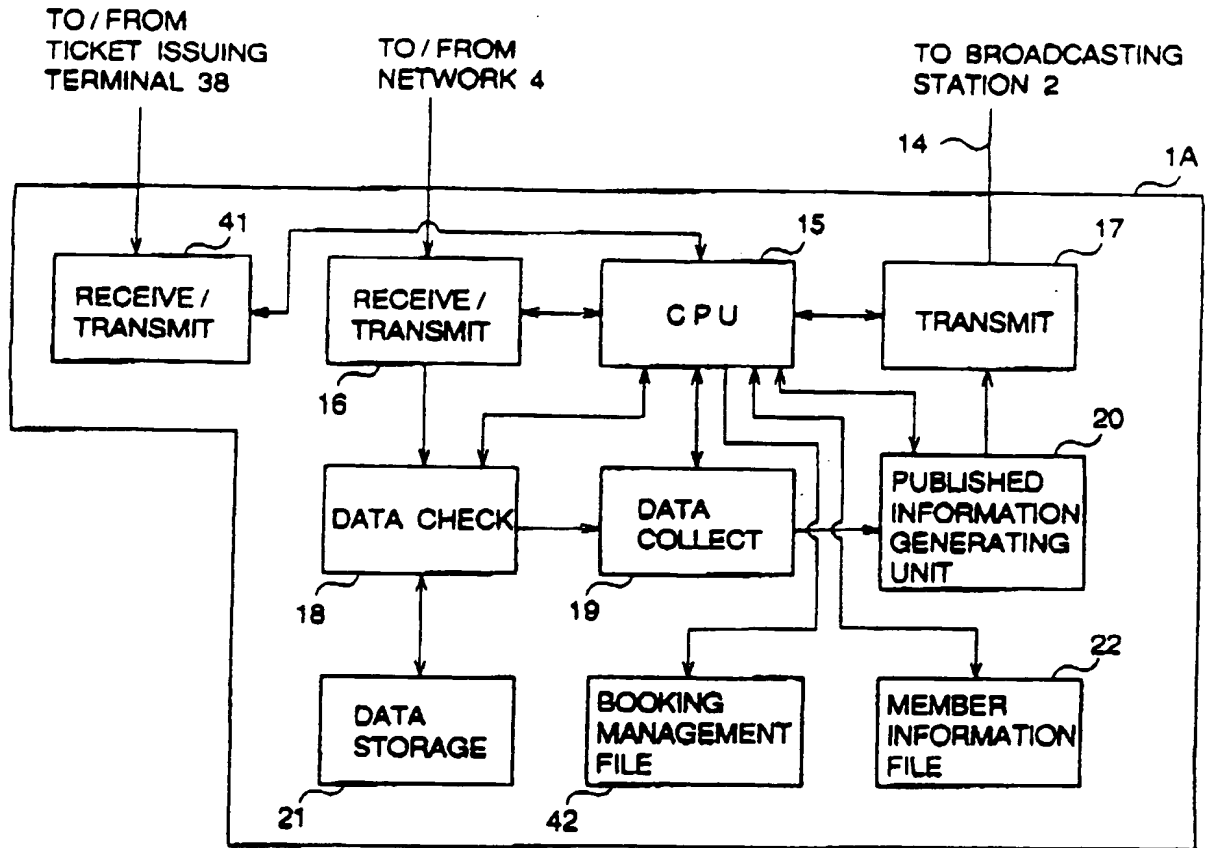 TO/FROM
TICKET ISSUING
TERMINAL 38
TO/FROM
NETWORK 4
TO BROADCASTING
STATION 2
14
1A
41
RECEIVE/
TRANSMIT
RECEIVE/
TRANSMIT
16
15
CPU
17
TRANSMIT
DATA CHECK
18
DATA
COLLECT
19
20
PUBLISHED
INFORMATION
GENERATING
UNIT
DATA
STORAGE
21
BOOKING
MANAGEMENT
FILE
42
22
MEMBER
INFORMATION
FILE